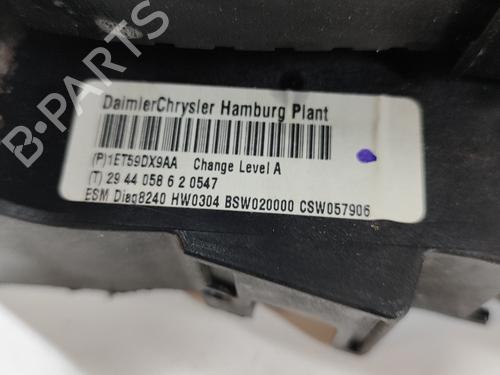 DaimlerChrysler Hamburg Plant
(P)1ET59DX9AA Change Level A
(T) 29 44 058 6 2 0547
ESM Diag8240 HW0304 BSW020000 CSW057906
B-PARTS